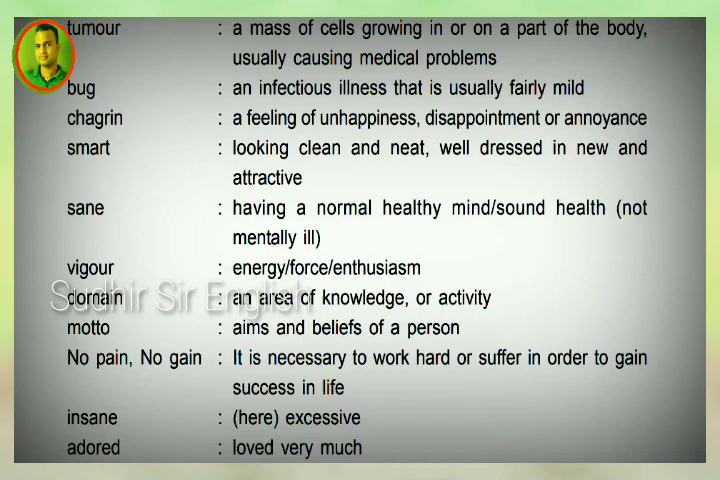 tumour : a mass of cells growing in or on a part of the body,
usually causing medical problems
bug : an infectious illness that is usually fairly mild
chagrin : a feeling of unhappiness, disappointment or annoyance
smart : looking clean and neat, well dressed in new and
attractive
sane : having a normal healthy mind/sound health (not
mentally ill)
vigour : energy/force/enthusiasm
Sudhir Sir English
domain : an area of knowledge, or activity
motto : aims and beliefs of a person
No pain, No gain : It is necessary to work hard or suffer in order to gain
success in life
insane : (here) excessive
adored : loved very much